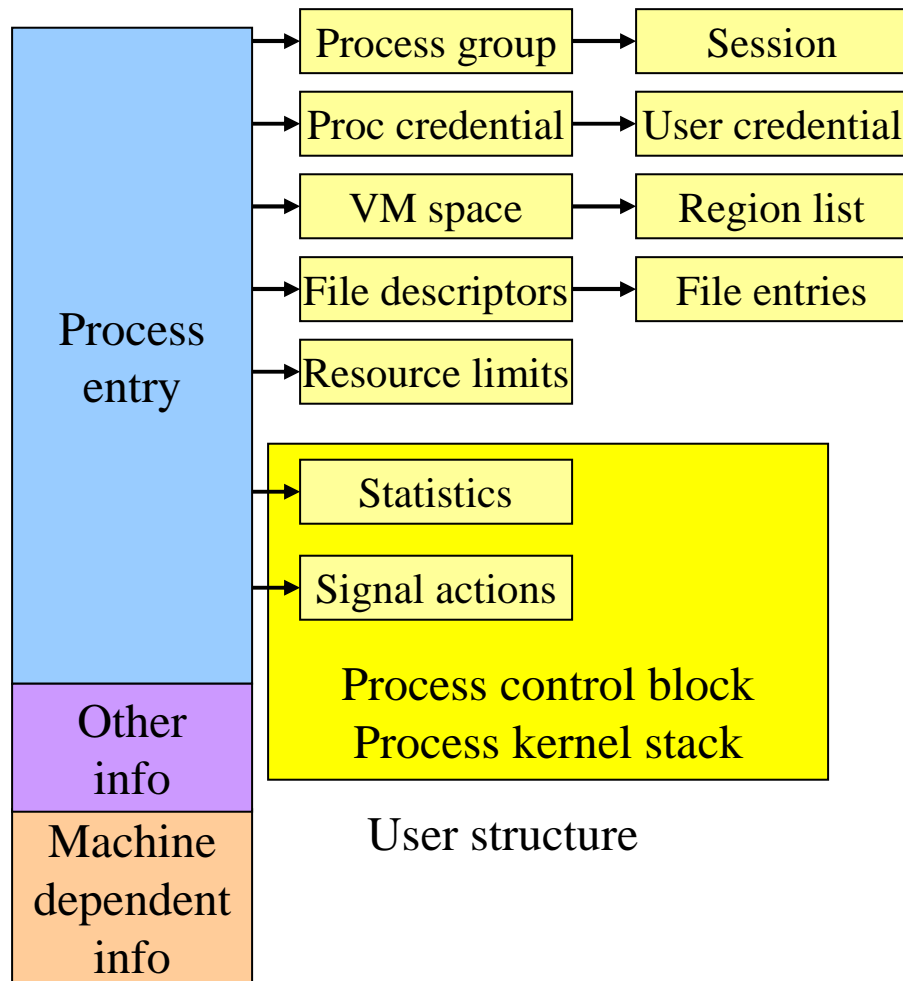 Process group
Session
Proc credential
User credential
VM space
Region list
File descriptors
File entries
Process
entry
Resource limits
Statistics
Signal actions
Process control block
Process kernel stack
Other
info
User structure
Machine
dependent
info